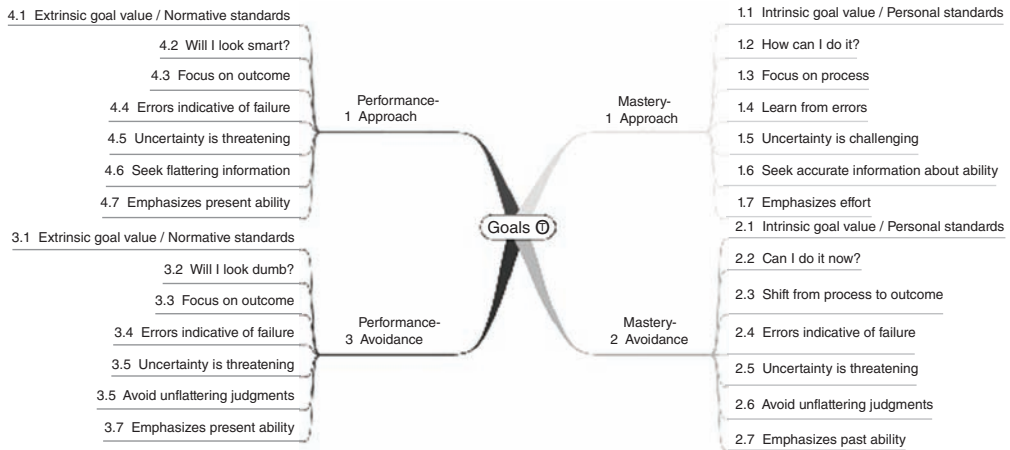 4.1 Extrinsic goal value / Normative standards
4.2 Will I look smart?
4.3 Focus on outcome
4.4 Errors indicative of failure
4.5 Uncertainty is threatening
4.6 Seek flattering information
4.7 Emphasizes present ability
Performance-
1 Approach
3.1 Extrinsic goal value / Normative standards
3.2 Will I look dumb?
3.3 Focus on outcome
3.4 Errors indicative of failure
3.5 Uncertainty is threatening
3.5 Avoid unflattering judgments
3.7 Emphasizes present ability
Performance-
3 Avoidance
Goals T
Mastery-
1 Approach
1.1 Intrinsic goal value / Personal standards
1.2 How can I do it?
1.3 Focus on process
1.4 Learn from errors
1.5 Uncertainty is challenging
1.6 Seek accurate information about ability
1.7 Emphasizes effort
Mastery-
2 Avoidance
2.1 Intrinsic goal value / Personal standards
2.2 Can I do it now?
2.3 Shift from process to outcome
2.4 Errors indicative of failure
2.5 Uncertainty is threatening
2.6 Avoid unflattering judgments
2.7 Emphasizes past ability